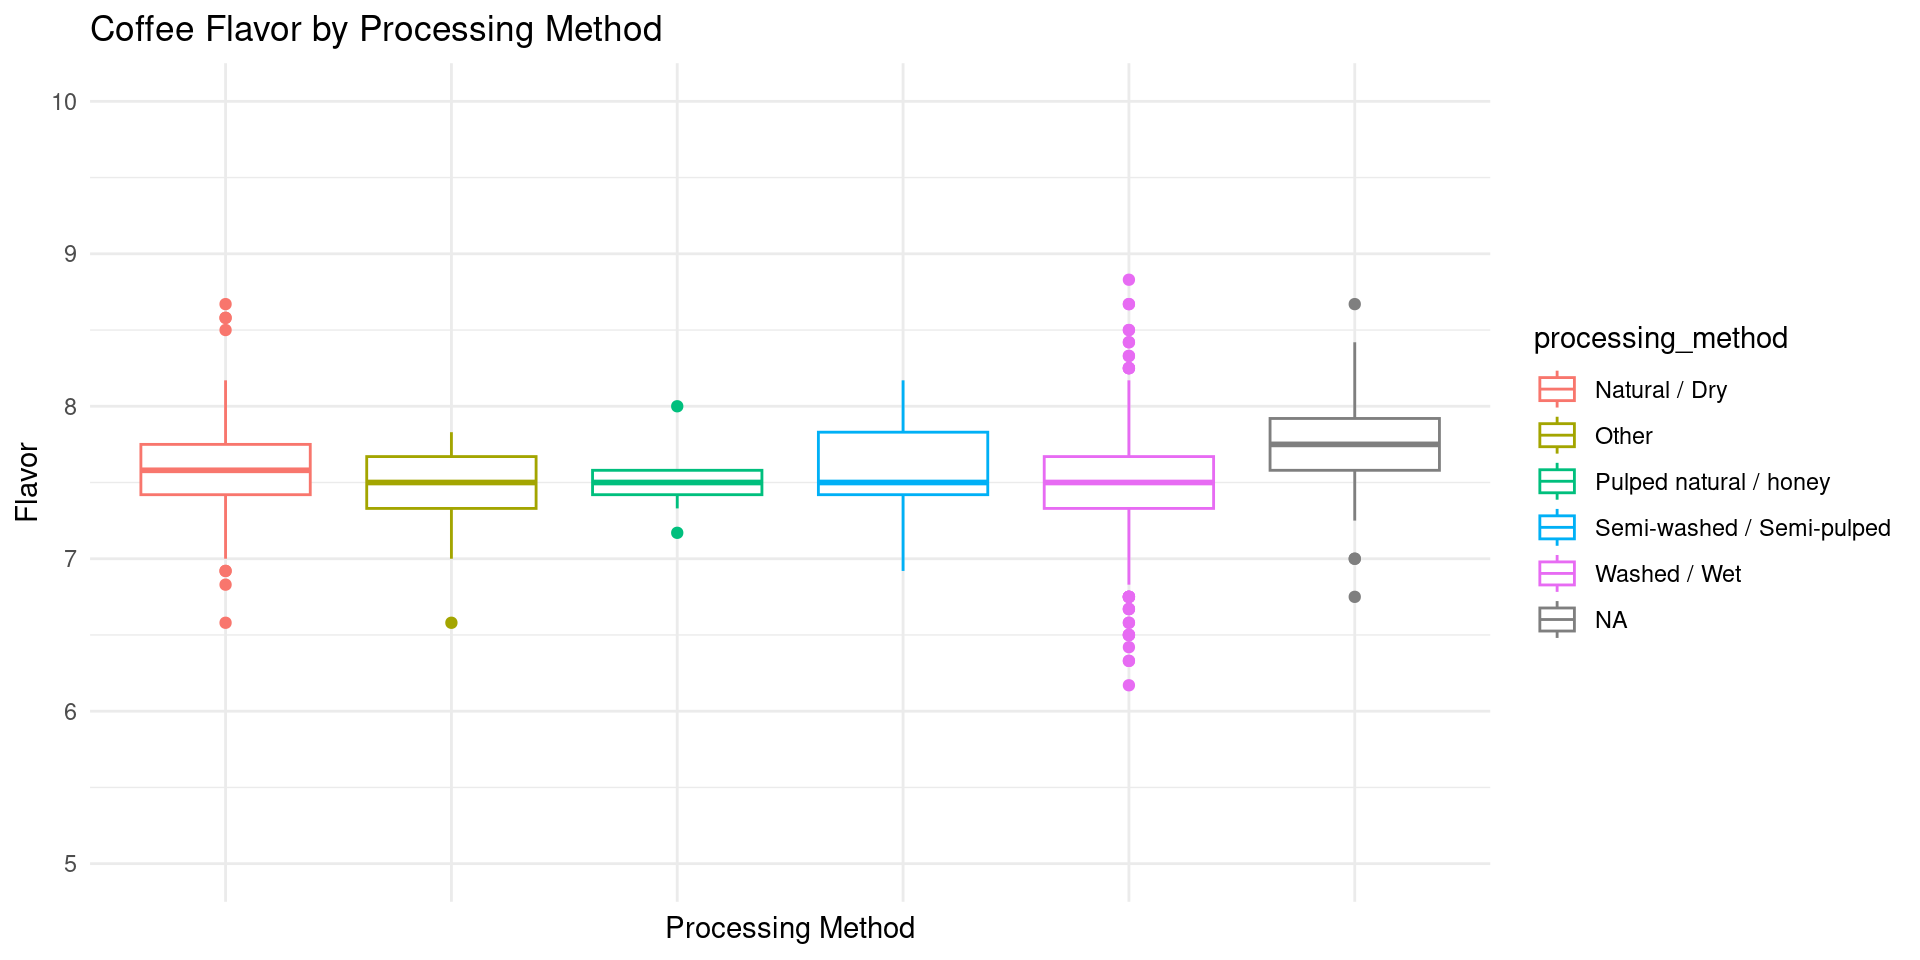 Coffee Flavor by Processing Method
10
9
8
7
6
5
Flavor
Processing Method
processing_method
Natural / Dry
Other
Pulped natural / honey
Semi-washed / Semi-pulped
Washed / Wet
NA